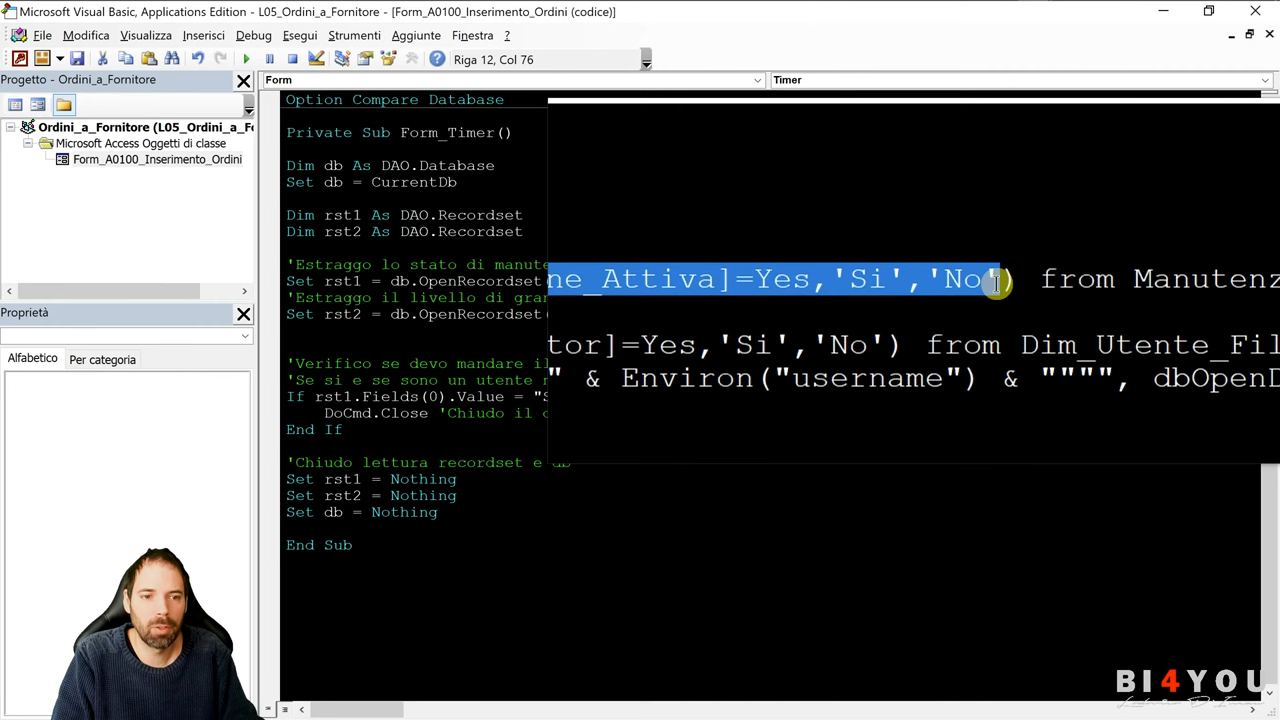 Microsoft Visual Basic, Applications Edition - L05_Ordini_a_Fornitore - [Form_A0100_Inserimento_Ordini (codice)]
File Modifica Visualizza Inserisci Debug Esegui Strumenti Aggiunte Finestra ?
Riga 12, Col 76
Progetto - Ordini_a_Fornitore
Ordini_a_Fornitore (L05_Ordini_a_Fo
Microsoft Access Oggetti di classe
Form_A0100_Inserimento_Ordini
Proprietà
Alfabetico Per categoria
Form Timer
Option Compare Database
Private Sub Form_Timer()
Dim db As DAO.Database
Set db = CurrentDb
Dim rst1 As DAO.Recordset
Dim rst2 As DAO.Recordset
'Estraggo lo stato di manute
Set rst1 = db.OpenRecordset
'Estraggo il livello di gran
Set rst2 = db.OpenRecordset(
'Verifico se devo mandare il
'Se si e se sono un utente n
If rst1.Fields(0).Value = "S
DoCmd.Close 'Chiudo il c
End If
'Chiudo lettura recordset e db
Set rst1 = Nothing
Set rst2 = Nothing
Set db = Nothing
End Sub
ne_Attiva]=Yes,'Si','No') from Manutenz
tor]=Yes,'Si','No') from Dim_Utente_Fil
" & Environ("username") & """", dbOpenD
BI4YOU